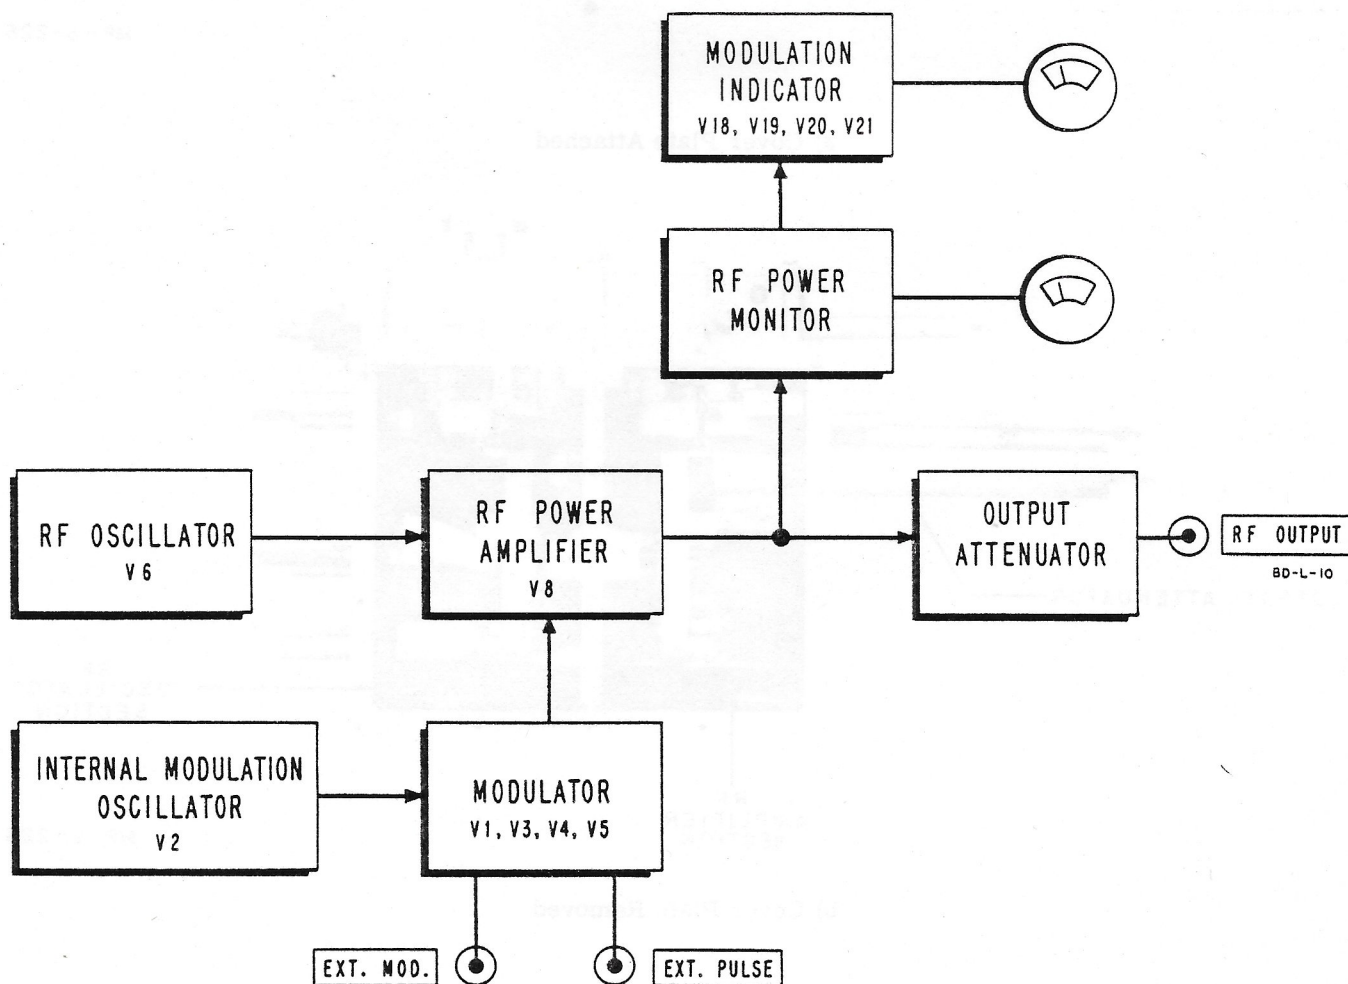 MODULATION
INDICATOR
V18, V19, V20, V21
RF POWER
MONITOR
RF OSCILLATOR
V6
RF POWER
AMPLIFIER
V8
OUTPUT
ATTENUATOR
RF OUTPUT
BD-L-10
INTERNAL MODULATION
OSCILLATOR
V2
MODULATOR
V1, V3, V4, V5
EXT. MOD.
EXT. PULSE